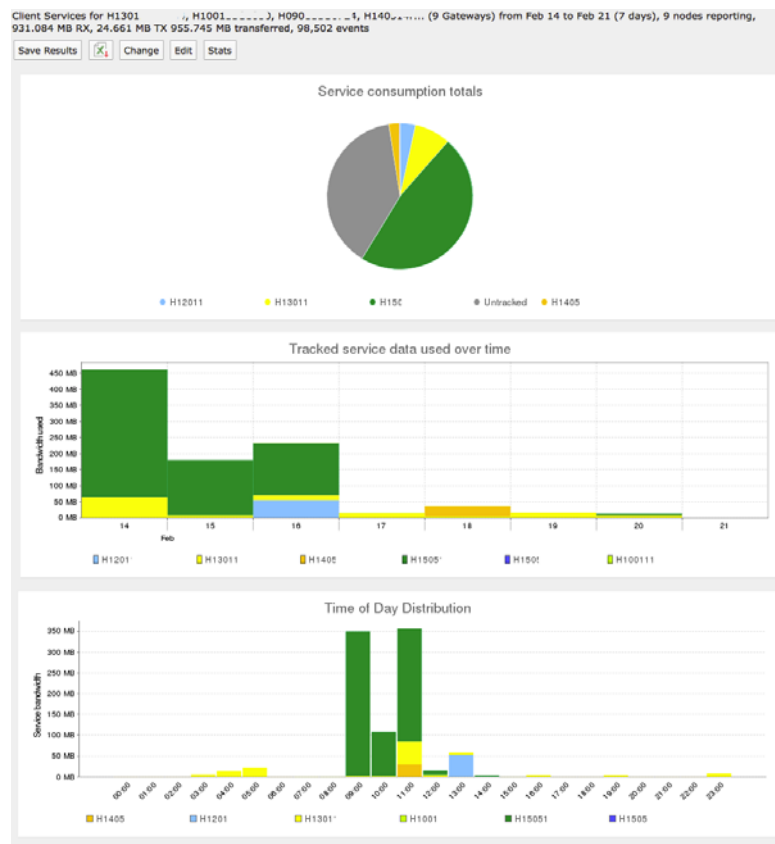 Client Services for H1301 , H1001 , H090 , H140 (9 Gateways) from Feb 14 to Feb 21 (7 days), 9 nodes reporting,
931.084 MB RX, 24.661 MB TX 955.745 MB transferred, 98,502 events
Save Results Change Edit Stats
Service consumption totals
H12011 H13011 H150 Untracked H1405
Tracked service data used over time
Bandwidth used
450 MB
400 MB
350 MB
300 MB
250 MB
200 MB
150 MB
100 MB
50 MB
0 MB
14 15 16 17 18 19 20 21
Feb
H1201 H13011 H1405 H1505 H1505 H100111
Time of Day Distribution
Service bandwidth
350 MB
300 MB
250 MB
200 MB
150 MB
100 MB
50 MB
0 MB
00:00 01:00 02:00 03:00 04:00 05:00 06:00 07:00 08:00 09:00 10:00 11:00 12:00 13:00 14:00 15:00 16:00 17:00 18:00 19:00 20:00 21:00 22:00 23:00
H1405 H1201 H1301 H1001 H15051 H1505